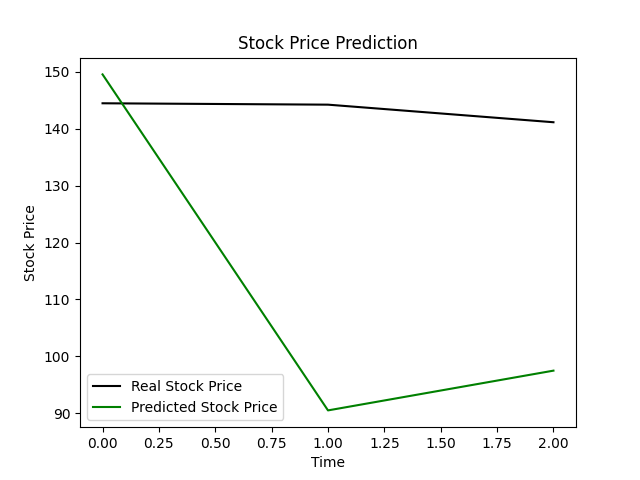 Stock Price Prediction
150
140
130
120
110
100
90
Stock Price
Real Stock Price
Predicted Stock Price
0.00 0.25 0.50 0.75 1.00 1.25 1.50 1.75 2.00
Time